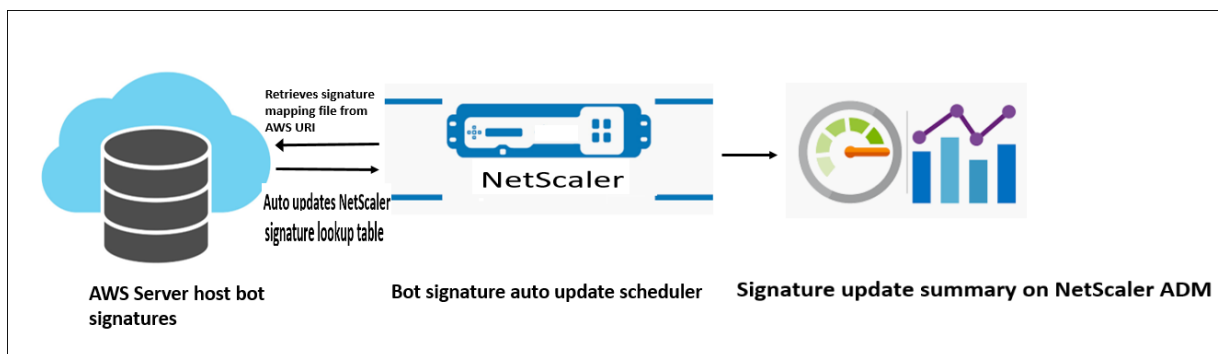 Retrieves signature
mapping file from
AWS URI
Auto updates NetScaler
signature lookup table
NetScaler
AWS Server host bot
signatures
Bot signature auto update scheduler
Signature update summary on NetScaler ADM